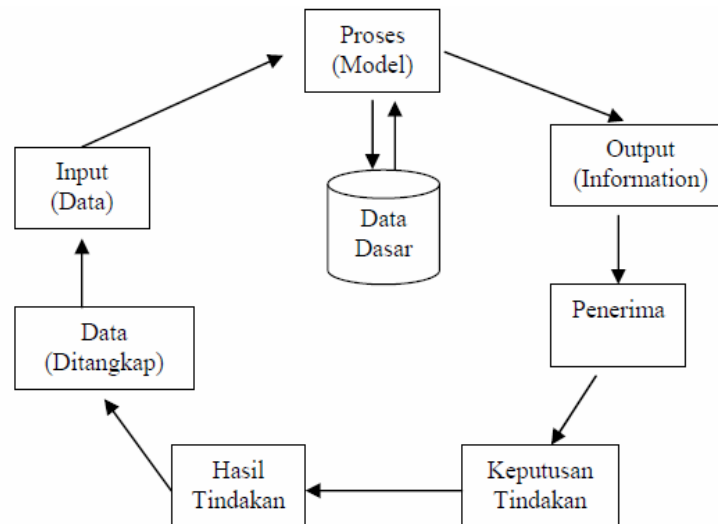 Proses
(Model)
Output
(Information)
Input
(Data)
Data
Dasar
Penerima
Data
(Ditangkap)
Hasil
Tindakan
Keputusan
Tindakan